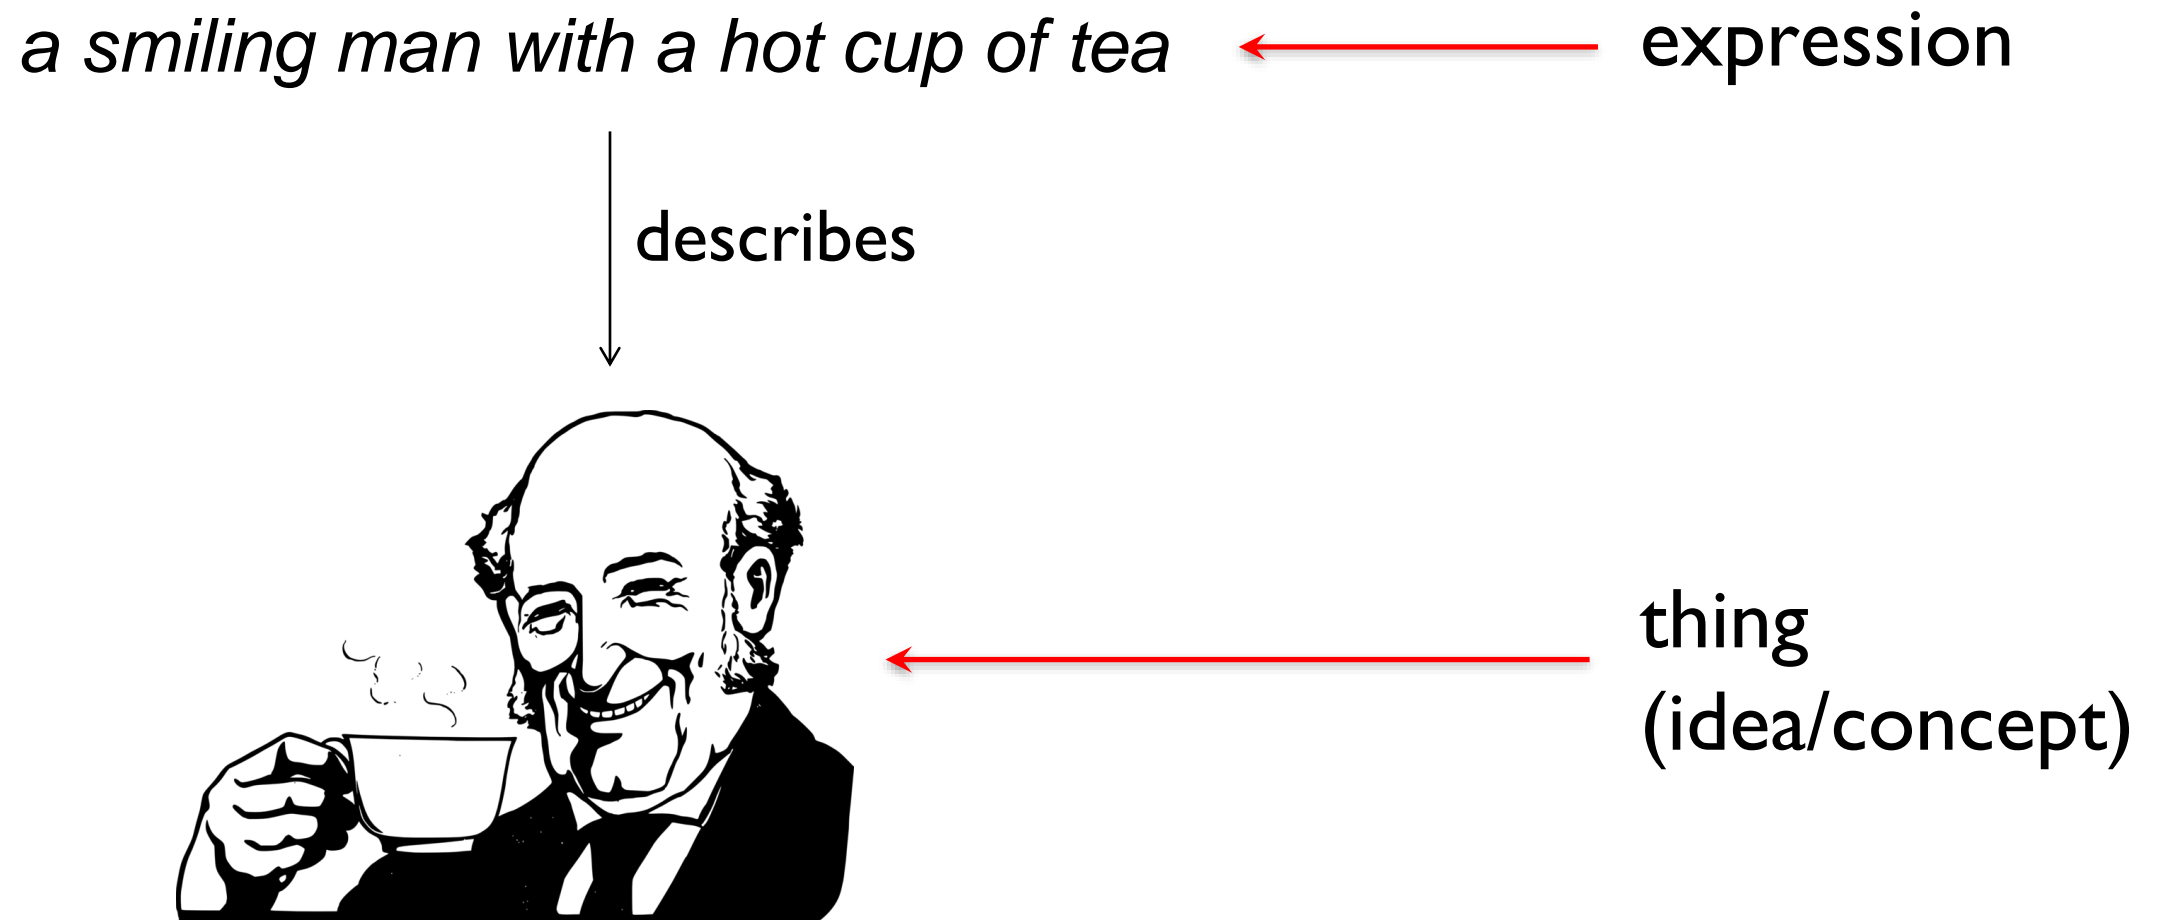 a smiling man with a hot cup of tea
expression
describes
thing
(idea/concept)